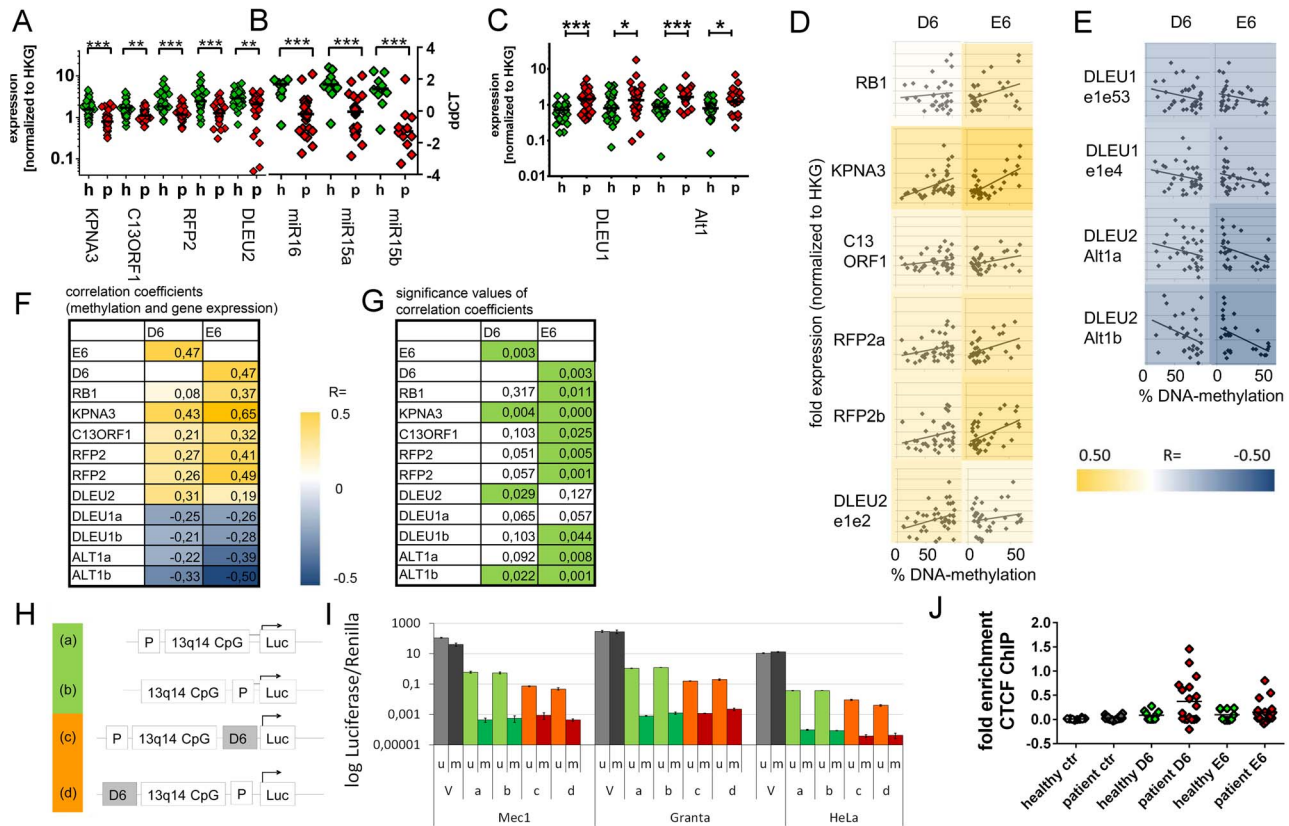 A
*** ** *** *** **
expression
[normalized to HKG]
10
1
0.1
h p h p h p h p
KPNA3
C13ORF1
RFP2
DLEU2
B
*** *** ***
4
2
0
-2
-4
ddCT
h p h p h p
miR16
miR15a
miR15b
C
*** * *** *
expression
[normalized to HKG]
10
1
0.1
0.01
h p h p h p h p
DLEU1
Alt1
D
D6 E6
fold expression (normalized to HKG)
RB1
KPNA3
C13
ORF1
RFP2a
RFP2b
DLEU2
e1e2
0 50 0 50
% DNA-methylation
E
D6 E6
DLEU1
e1e53
DLEU1
e1e4
DLEU2
Alt1a
DLEU2
Alt1b
0 50 0 50
% DNA-methylation
0.50 R= -0.50
F
correlation coefficients
(methylation and gene expression)
D6 E6
E6 0,47
D6 0,47
RB1 0,08 0,37
KPNA3 0,43 0,65
C13ORF1 0,21 0,32
RFP2 0,27 0,41
RFP2 0,26 0,49
DLEU2 0,31 0,19
DLEU1a -0,25 -0,26
DLEU1b -0,21 -0,28
ALT1a -0,22 -0,39
ALT1b -0,33 -0,50
R=
0.5
0
-0.5
G
significance values of
correlation coefficients
D6 E6
E6 0,003
D6 0,003
RB1 0,317 0,011
KPNA3 0,004 0,000
C13ORF1 0,103 0,025
RFP2 0,051 0,005
RFP2 0,057 0,001
DLEU2 0,029 0,127
DLEU1a 0,065 0,057
DLEU1b 0,103 0,044
ALT1a 0,092 0,008
ALT1b 0,022 0,001
H
(a) P 13q14 CpG Luc
(b) 13q14 CpG P Luc
(c) P 13q14 CpG D6 Luc
(d) D6 13q14 CpG P Luc
I
log Luciferase/Renilla
1000
10
0,1
0,001
0,00001
u m u m u m u m u m u m u m u m u m u m u m u m u m u m u m
V a b c d V a b c d V a b c d
Mec1 Granta HeLa
J
fold enrichment
CTCF ChIP
2.0
1.5
1.0
0.5
0.0
-0.5
healthy ctr
patient ctr
healthy D6
patient D6
healthy E6
patient E6